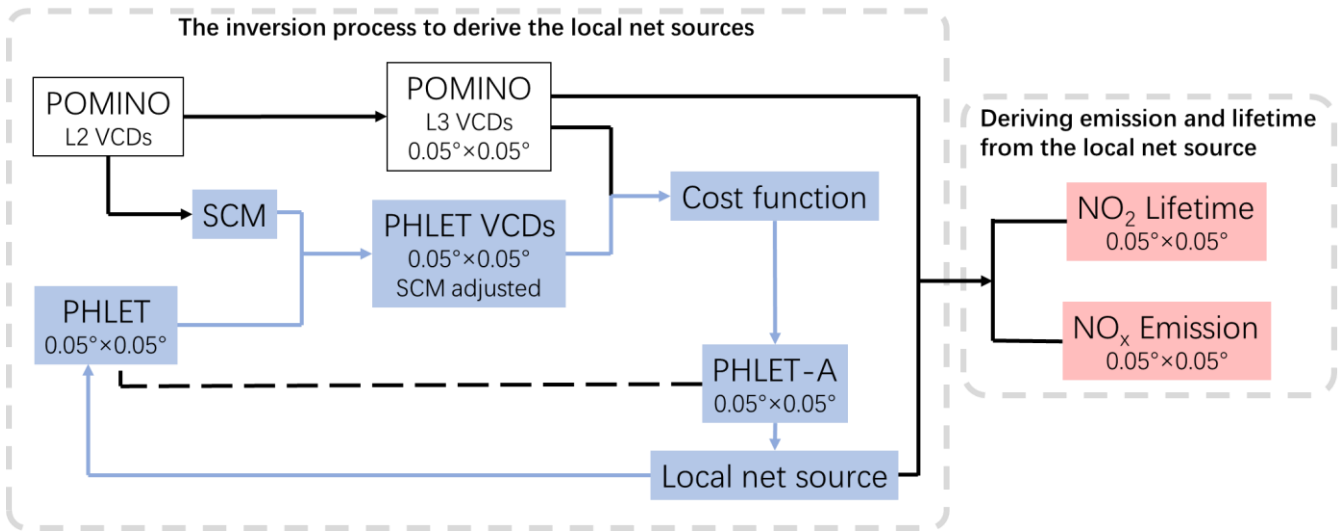 The inversion process to derive the local net sources
POMINO
L2 VCDs
POMINO
L3 VCDs
0.05°×0.05°
SCM
PHLET VCDs
0.05°×0.05°
SCM adjusted
Cost function
PHLET
0.05°×0.05°
PHLET-A
0.05°×0.05°
Local net source
Deriving emission and lifetime
from the local net source
NO₂ Lifetime
0.05°×0.05°
NOₓ Emission
0.05°×0.05°